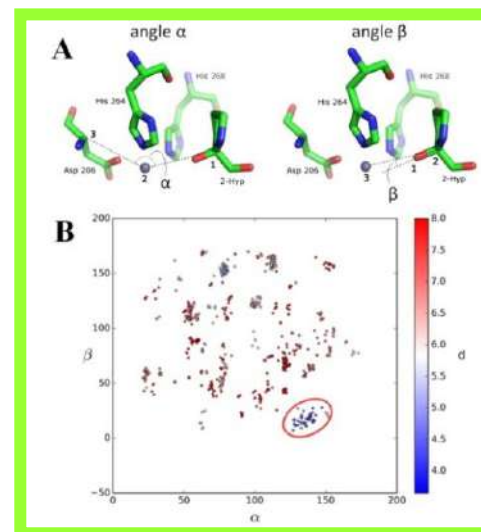 A
angle α
angle β
His 264
His 268
3
Asp 206
2
α
1
2-Hyp
His 264
His 268
Asp 206
3
β
1
2
2-Hyp
B
200
150
100
50
0
−50
β
0
50
100
150
200
α
8.0
7.5
7.0
6.5
6.0
5.5
5.0
4.5
4.0
d